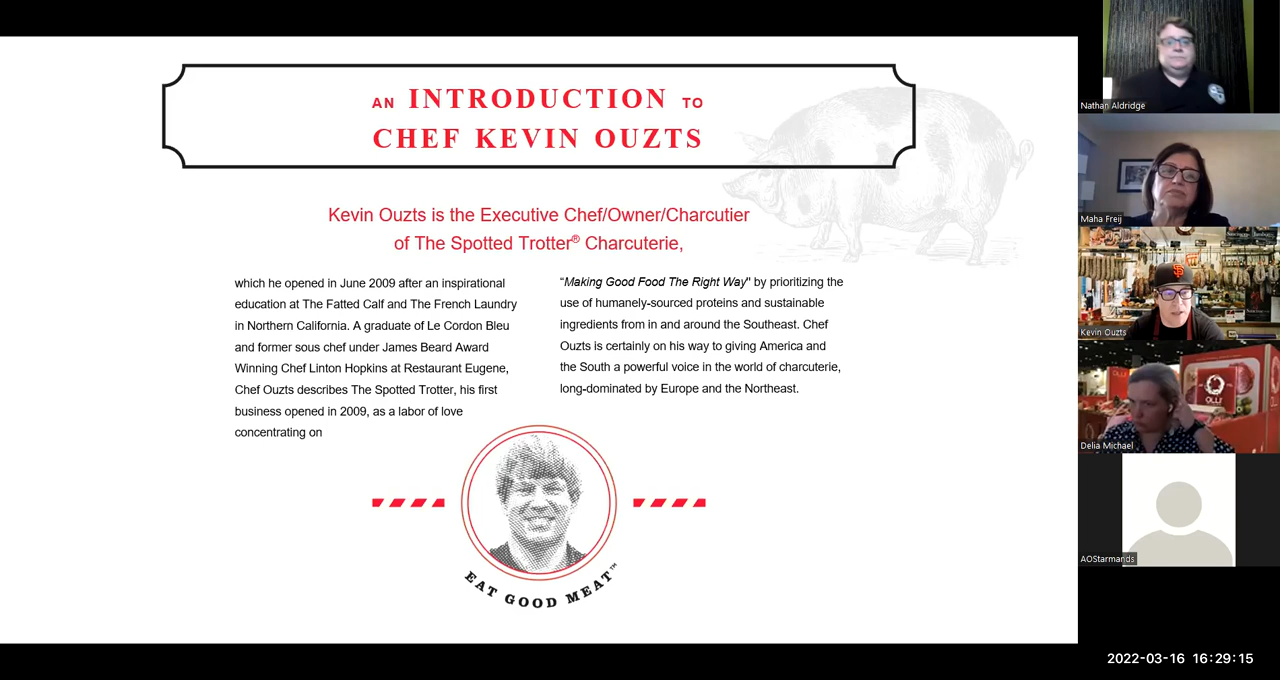 AN INTRODUCTION TO
CHEF KEVIN OUZTS
Kevin Ouzts is the Executive Chef/Owner/Charcutier
of The Spotted Trotter® Charcuterie,
which he opened in June 2009 after an inspirational
education at The Fatted Calf and The French Laundry
in Northern California. A graduate of Le Cordon Bleu
and former sous chef under James Beard Award
Winning Chef Linton Hopkins at Restaurant Eugene,
Chef Ouzts describes The Spotted Trotter, his first
business opened in 2009, as a labor of love
concentrating on
“Making Good Food The Right Way" by prioritizing the
use of humanely-sourced proteins and sustainable
ingredients from in and around the Southeast. Chef
Ouzts is certainly on his way to giving America and
the South a powerful voice in the world of charcuterie,
long-dominated by Europe and the Northeast.
EAT GOOD MEAT™
Nathan Aldridge
Maha Freij
SF
Kevin Ouzts
OLLI
Delia Michael
AOStarmands
2022-03-16 16:29:15